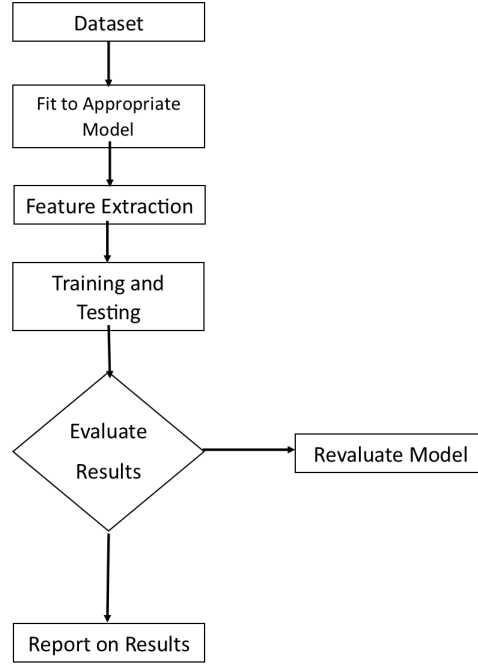 Dataset
Fit to Appropriate
Model
Feature Extraction
Training and
Testing
Evaluate
Results
Revaluate Model
Report on Results